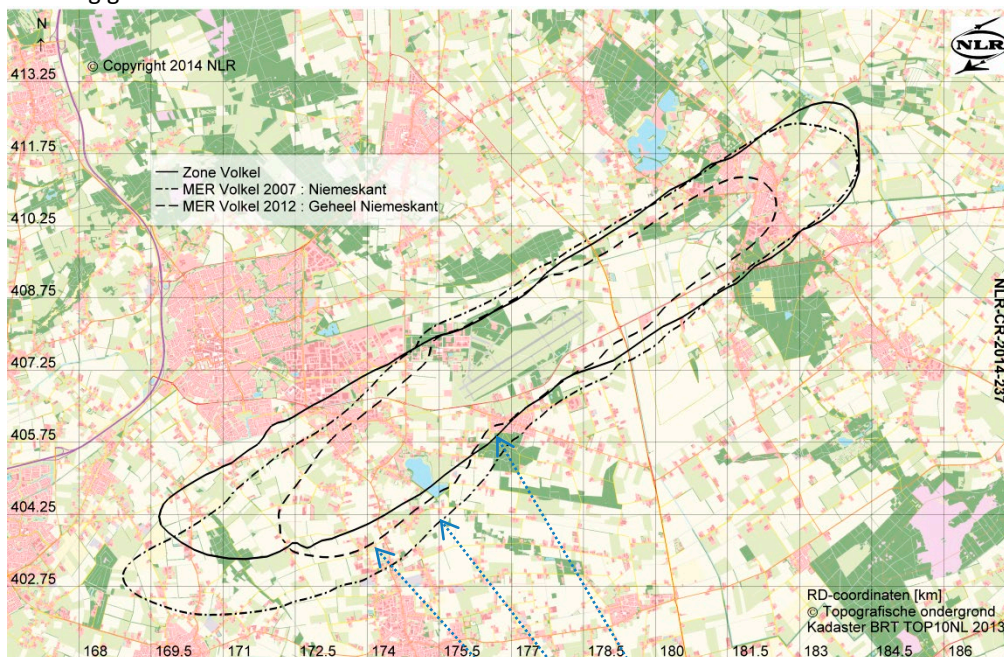 N
↑
© Copyright 2014 NLR
NLR
413.25
411.75
410.25
408.75
407.25
405.75
404.25
402.75
Zone Volkel
MER Volkel 2007 : Niemeskant
MER Volkel 2012 : Geheel Niemeskant
NLR-CR-2014-237
RD-coordinaten [km]
© Topografische ondergrond
Kadaster BRT TOP10NL 2013
168 169.5 171 172.5 174 175.5 177 178.5 180 181.5 183 184.5 186